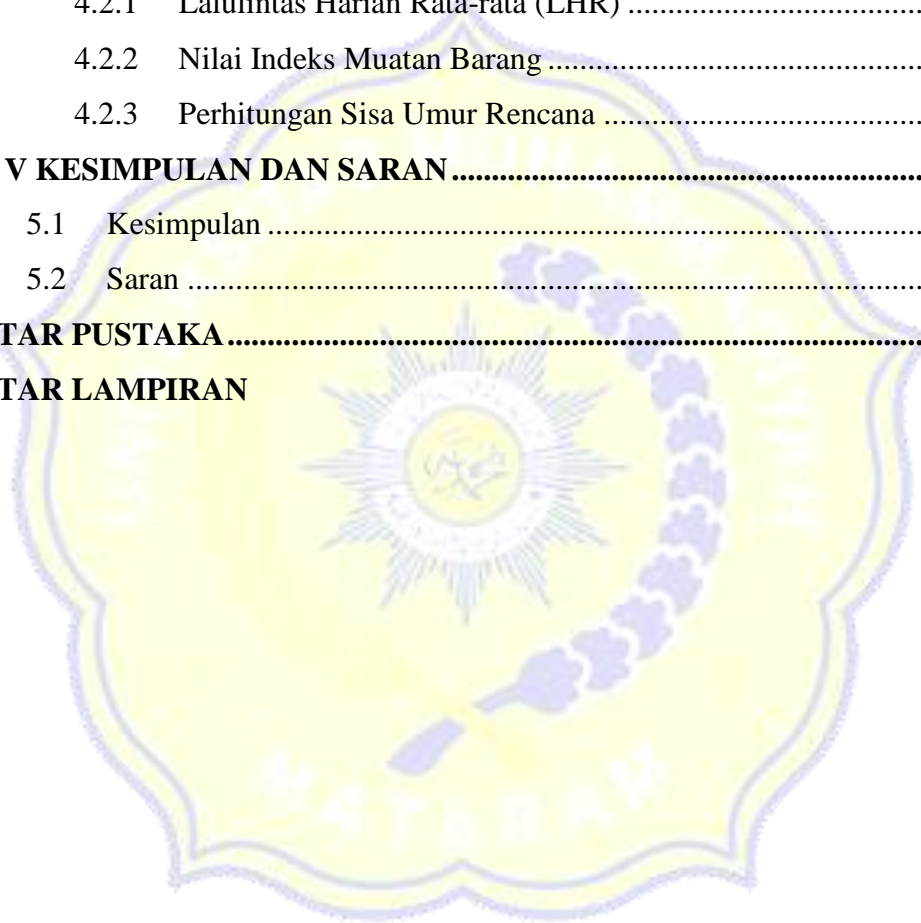 4.2.1 Lalulintas Harian Rata-rata (LHR) ........................................
4.2.2 Nilai Indeks Muatan Barang ........................................
4.2.3 Perhitungan Sisa Umur Rencana ........................................
V KESIMPULAN DAN SARAN ........................................
5.1 Kesimpulan ........................................
5.2 Saran ........................................
TAR PUSTAKA ........................................
TAR LAMPIRAN
MATARAM